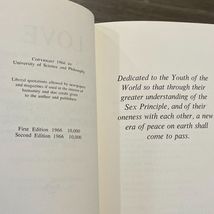 LOVE
COPYRIGHT 1966 by
University of Science and Philosophy
Liberal quotations allowed by newspapers
and magazines if used in the interest of
humanity and due credit given
to the author and publishers.
First Edition 1966 10,000
Second Edition 1966 10,000
Dedicated to the Youth of the
World so that through their
greater understanding of the
Sex Principle, and of their
oneness with each other, a new
era of peace on earth shall
come to pass.